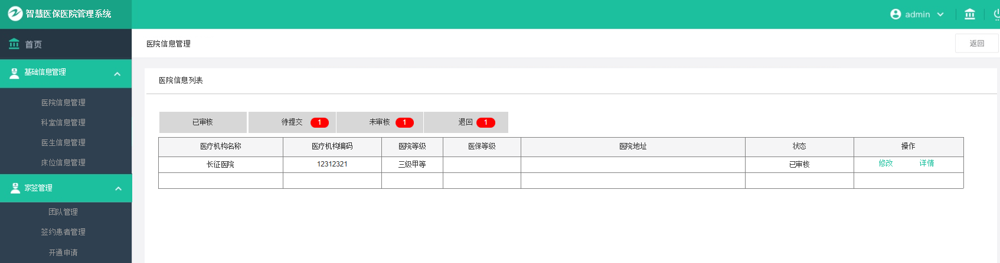 智慧医保医院管理系统
admin
首页
医院信息管理
返回
基础信息管理
医院信息列表
医院信息管理
科室信息管理
医生信息管理
床位信息管理
已审核 待提交 1 未审核 1 退回 1
医疗机构名称 医疗机构编码 医院等级 医保等级 医院地址 状态 操作
长征医院 12312321 三级甲等 已审核 修改 详情
家签管理
团队管理
签约患者管理
开通申请